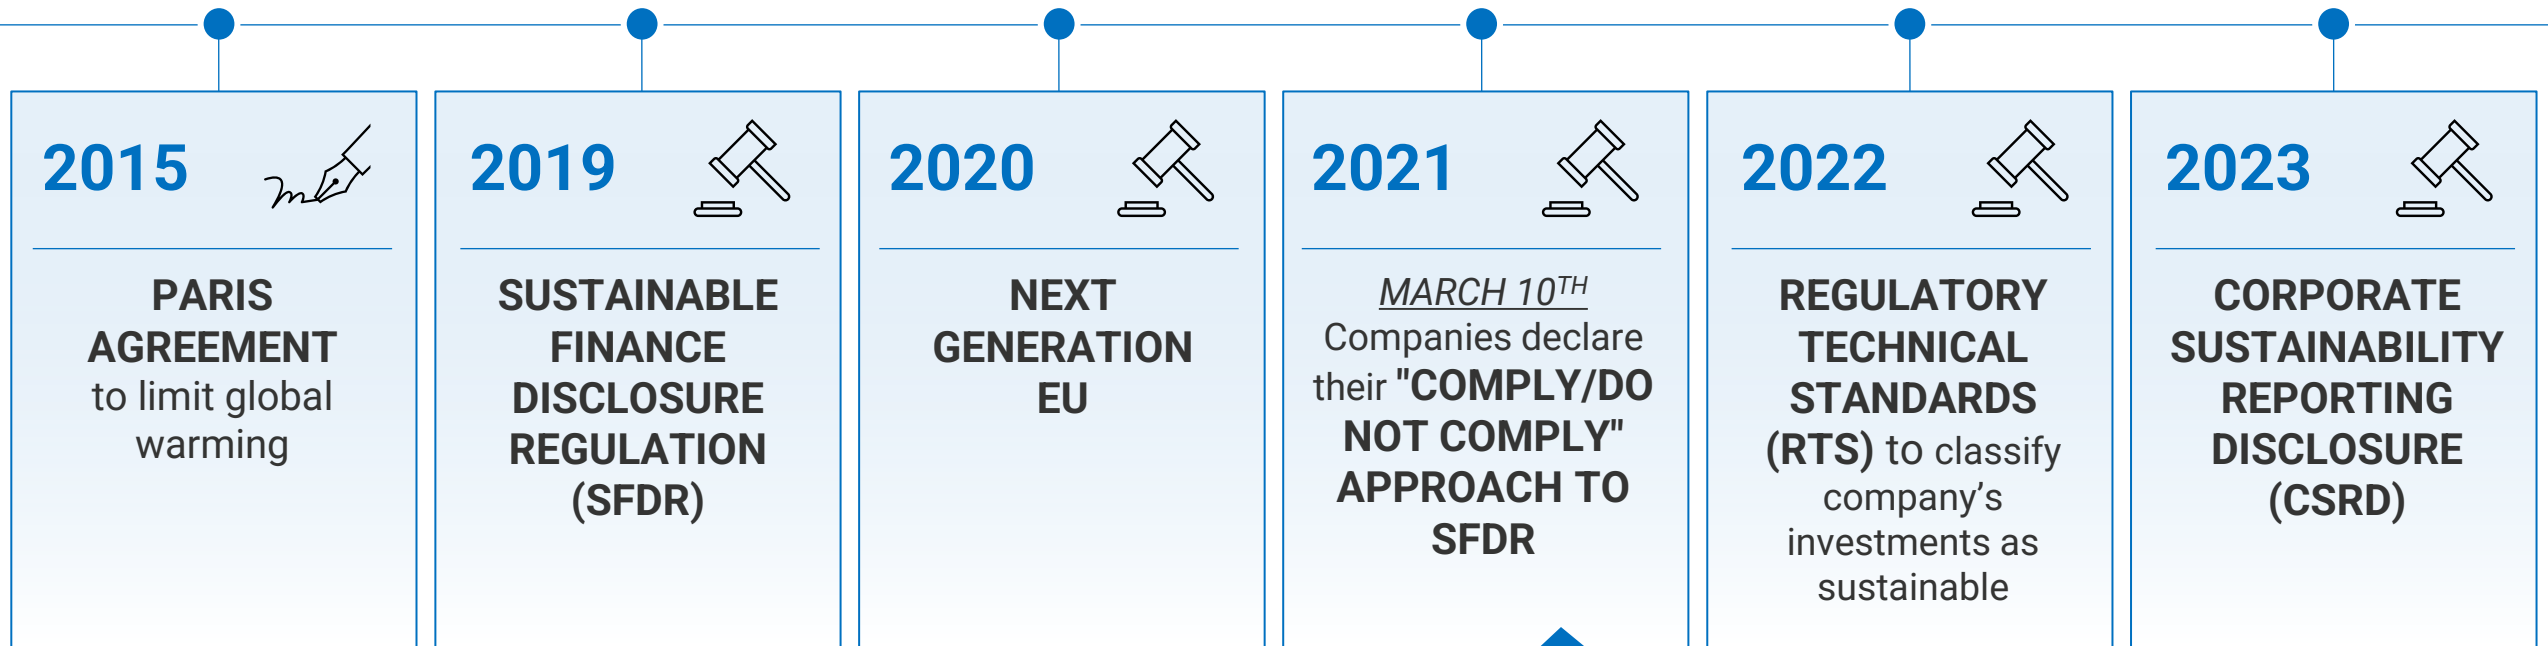 2015
PARIS
AGREEMENT
to limit global
warming
2019
SUSTAINABLE
FINANCE
DISCLOSURE
REGULATION
(SFDR)
2020
NEXT
GENERATION
EU
2021
MARCH 10TH
Companies declare
their "COMPLY/DO
NOT COMPLY"
APPROACH TO
SFDR
2022
REGULATORY
TECHNICAL
STANDARDS
(RTS) to classify
company’s
investments as
sustainable
2023
CORPORATE
SUSTAINABILITY
REPORTING
DISCLOSURE
(CSRD)